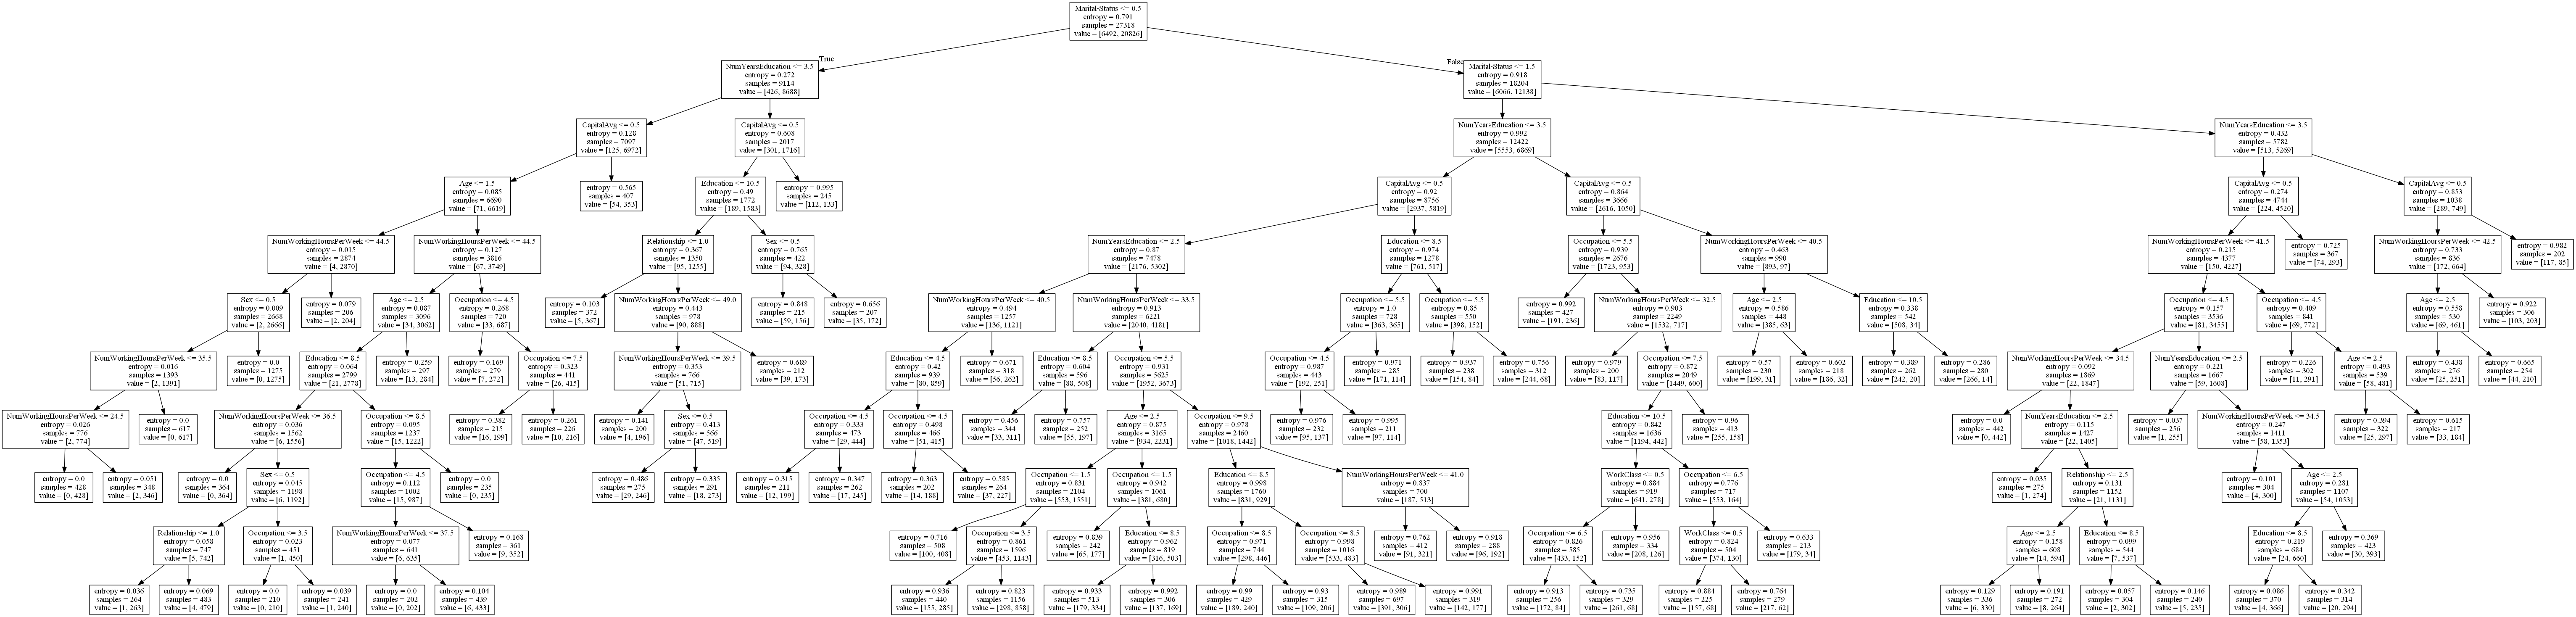 Marital-Status <= 0.5
entropy = 0.791
samples = 27318
value = [6492, 20826]
True
False
NumYearsEducation <= 3.5
entropy = 0.272
samples = 9114
value = [426, 8688]
Marital-Status <= 1.5
entropy = 0.918
samples = 18204
value = [6066, 12138]
CapitalAvg <= 0.5
entropy = 0.128
samples = 7097
value = [125, 6972]
CapitalAvg <= 0.5
entropy = 0.608
samples = 2017
value = [301, 1716]
NumYearsEducation <= 3.5
entropy = 0.992
samples = 12422
value = [5553, 6869]
NumYearsEducation <= 3.5
entropy = 0.432
samples = 5782
value = [513, 5269]
Age <= 1.5
entropy = 0.085
samples = 6690
value = [71, 6619]
entropy = 0.565
samples = 407
value = [54, 353]
Education <= 10.5
entropy = 0.49
samples = 1772
value = [189, 1583]
entropy = 0.995
samples = 245
value = [112, 133]
CapitalAvg <= 0.5
entropy = 0.92
samples = 8756
value = [2937, 5819]
CapitalAvg <= 0.5
entropy = 0.864
samples = 3666
value = [2616, 1050]
CapitalAvg <= 0.5
entropy = 0.274
samples = 4744
value = [224, 4520]
CapitalAvg <= 0.5
entropy = 0.853
samples = 1038
value = [289, 749]
NumWorkingHoursPerWeek <= 44.5
entropy = 0.015
samples = 2874
value = [4, 2870]
NumWorkingHoursPerWeek <= 44.5
entropy = 0.127
samples = 3816
value = [67, 3749]
Relationship <= 1.0
entropy = 0.367
samples = 1350
value = [95, 1255]
Sex <= 0.5
entropy = 0.765
samples = 422
value = [94, 328]
NumYearsEducation <= 2.5
entropy = 0.87
samples = 7478
value = [2176, 5302]
Education <= 8.5
entropy = 0.974
samples = 1278
value = [761, 517]
Occupation <= 5.5
entropy = 0.939
samples = 2676
value = [1723, 953]
NumWorkingHoursPerWeek <= 40.5
entropy = 0.463
samples = 990
value = [893, 97]
NumWorkingHoursPerWeek <= 41.5
entropy = 0.215
samples = 4377
value = [150, 4227]
entropy = 0.725
samples = 367
value = [74, 293]
NumWorkingHoursPerWeek <= 42.5
entropy = 0.733
samples = 836
value = [172, 664]
entropy = 0.982
samples = 202
value = [117, 85]
Sex <= 0.5
entropy = 0.009
samples = 2668
value = [2, 2666]
entropy = 0.079
samples = 206
value = [2, 204]
Age <= 2.5
entropy = 0.087
samples = 3096
value = [34, 3062]
Occupation <= 4.5
entropy = 0.268
samples = 720
value = [33, 687]
entropy = 0.103
samples = 372
value = [5, 367]
NumWorkingHoursPerWeek <= 49.0
entropy = 0.443
samples = 978
value = [90, 888]
entropy = 0.848
samples = 215
value = [59, 156]
entropy = 0.656
samples = 207
value = [35, 172]
NumWorkingHoursPerWeek <= 40.5
entropy = 0.494
samples = 1257
value = [136, 1121]
NumWorkingHoursPerWeek <= 33.5
entropy = 0.913
samples = 6221
value = [2040, 4181]
Occupation <= 5.5
entropy = 1.0
samples = 728
value = [363, 365]
Occupation <= 5.5
entropy = 0.85
samples = 550
value = [398, 152]
entropy = 0.992
samples = 427
value = [191, 236]
NumWorkingHoursPerWeek <= 32.5
entropy = 0.903
samples = 2249
value = [1532, 717]
Age <= 2.5
entropy = 0.586
samples = 448
value = [385, 63]
Education <= 10.5
entropy = 0.338
samples = 542
value = [508, 34]
Occupation <= 4.5
entropy = 0.157
samples = 3536
value = [81, 3455]
Occupation <= 4.5
entropy = 0.409
samples = 841
value = [69, 772]
Age <= 2.5
entropy = 0.558
samples = 530
value = [69, 461]
entropy = 0.922
samples = 306
value = [103, 203]
NumWorkingHoursPerWeek <= 35.5
entropy = 0.016
samples = 1393
value = [2, 1391]
entropy = 0.0
samples = 1275
value = [0, 1275]
Education <= 8.5
entropy = 0.064
samples = 2799
value = [21, 2778]
entropy = 0.259
samples = 297
value = [13, 284]
entropy = 0.169
samples = 279
value = [7, 272]
Occupation <= 7.5
entropy = 0.323
samples = 441
value = [26, 415]
NumWorkingHoursPerWeek <= 39.5
entropy = 0.353
samples = 766
value = [51, 715]
entropy = 0.689
samples = 212
value = [39, 173]
Education <= 4.5
entropy = 0.42
samples = 939
value = [80, 859]
entropy = 0.671
samples = 318
value = [56, 262]
Education <= 8.5
entropy = 0.604
samples = 596
value = [88, 508]
Occupation <= 5.5
entropy = 0.931
samples = 5625
value = [1952, 3673]
Occupation <= 4.5
entropy = 0.987
samples = 443
value = [192, 251]
entropy = 0.971
samples = 285
value = [171, 114]
entropy = 0.937
samples = 238
value = [154, 84]
entropy = 0.756
samples = 312
value = [244, 68]
entropy = 0.979
samples = 200
value = [83, 117]
Occupation <= 7.5
entropy = 0.872
samples = 2049
value = [1449, 600]
entropy = 0.57
samples = 230
value = [199, 31]
entropy = 0.602
samples = 218
value = [186, 32]
entropy = 0.389
samples = 262
value = [242, 20]
entropy = 0.286
samples = 280
value = [266, 14]
NumWorkingHoursPerWeek <= 34.5
entropy = 0.092
samples = 1869
value = [22, 1847]
NumYearsEducation <= 2.5
entropy = 0.221
samples = 1667
value = [59, 1608]
entropy = 0.226
samples = 302
value = [11, 291]
Age <= 2.5
entropy = 0.493
samples = 539
value = [58, 481]
entropy = 0.438
samples = 276
value = [25, 251]
entropy = 0.665
samples = 254
value = [44, 210]
NumWorkingHoursPerWeek <= 24.5
entropy = 0.026
samples = 776
value = [2, 774]
entropy = 0.0
samples = 617
value = [0, 617]
NumWorkingHoursPerWeek <= 36.5
entropy = 0.036
samples = 1562
value = [6, 1556]
Occupation <= 8.5
entropy = 0.095
samples = 1237
value = [15, 1222]
entropy = 0.382
samples = 215
value = [16, 199]
entropy = 0.261
samples = 226
value = [10, 216]
entropy = 0.141
samples = 200
value = [4, 196]
Sex <= 0.5
entropy = 0.413
samples = 566
value = [47, 519]
Occupation <= 4.5
entropy = 0.333
samples = 473
value = [29, 444]
Occupation <= 4.5
entropy = 0.498
samples = 466
value = [51, 415]
entropy = 0.456
samples = 344
value = [33, 311]
entropy = 0.757
samples = 252
value = [55, 197]
Age <= 2.5
entropy = 0.875
samples = 3165
value = [934, 2231]
Occupation <= 9.5
entropy = 0.978
samples = 2460
value = [1018, 1442]
entropy = 0.976
samples = 232
value = [95, 137]
entropy = 0.995
samples = 211
value = [97, 114]
Education <= 10.5
entropy = 0.842
samples = 1636
value = [1194, 442]
entropy = 0.96
samples = 413
value = [255, 158]
entropy = 0.0
samples = 442
value = [0, 442]
NumYearsEducation <= 2.5
entropy = 0.115
samples = 1427
value = [22, 1405]
entropy = 0.037
samples = 256
value = [1, 255]
NumWorkingHoursPerWeek <= 34.5
entropy = 0.247
samples = 1411
value = [58, 1353]
entropy = 0.394
samples = 322
value = [25, 297]
entropy = 0.615
samples = 217
value = [33, 184]
entropy = 0.0
samples = 428
value = [0, 428]
entropy = 0.051
samples = 348
value = [2, 346]
entropy = 0.0
samples = 364
value = [0, 364]
Sex <= 0.5
entropy = 0.045
samples = 1198
value = [6, 1192]
Occupation <= 4.5
entropy = 0.112
samples = 1002
value = [15, 987]
entropy = 0.0
samples = 235
value = [0, 235]
entropy = 0.486
samples = 275
value = [29, 246]
entropy = 0.335
samples = 291
value = [18, 273]
entropy = 0.315
samples = 211
value = [12, 199]
entropy = 0.347
samples = 262
value = [17, 245]
entropy = 0.363
samples = 202
value = [14, 188]
entropy = 0.585
samples = 264
value = [37, 227]
Occupation <= 1.5
entropy = 0.831
samples = 2104
value = [553, 1551]
Occupation <= 1.5
entropy = 0.942
samples = 1061
value = [381, 680]
Education <= 8.5
entropy = 0.998
samples = 1760
value = [831, 929]
NumWorkingHoursPerWeek <= 41.0
entropy = 0.837
samples = 700
value = [187, 513]
WorkClass <= 0.5
entropy = 0.884
samples = 919
value = [641, 278]
Occupation <= 6.5
entropy = 0.776
samples = 717
value = [553, 164]
entropy = 0.035
samples = 275
value = [1, 274]
Relationship <= 2.5
entropy = 0.131
samples = 1152
value = [21, 1131]
entropy = 0.101
samples = 304
value = [4, 300]
Age <= 2.5
entropy = 0.281
samples = 1107
value = [54, 1053]
Relationship <= 1.0
entropy = 0.058
samples = 747
value = [5, 742]
Occupation <= 3.5
entropy = 0.023
samples = 451
value = [1, 450]
NumWorkingHoursPerWeek <= 37.5
entropy = 0.077
samples = 641
value = [6, 635]
entropy = 0.168
samples = 361
value = [9, 352]
entropy = 0.716
samples = 508
value = [100, 408]
Occupation <= 3.5
entropy = 0.861
samples = 1596
value = [453, 1143]
entropy = 0.839
samples = 242
value = [65, 177]
Education <= 8.5
entropy = 0.962
samples = 819
value = [316, 503]
Occupation <= 8.5
entropy = 0.971
samples = 744
value = [298, 446]
Occupation <= 8.5
entropy = 0.998
samples = 1016
value = [533, 483]
entropy = 0.762
samples = 412
value = [91, 321]
entropy = 0.918
samples = 288
value = [96, 192]
Occupation <= 6.5
entropy = 0.826
samples = 585
value = [433, 152]
entropy = 0.956
samples = 334
value = [208, 126]
WorkClass <= 0.5
entropy = 0.824
samples = 504
value = [374, 130]
entropy = 0.633
samples = 213
value = [179, 34]
Age <= 2.5
entropy = 0.158
samples = 608
value = [14, 594]
Education <= 8.5
entropy = 0.099
samples = 544
value = [7, 537]
Education <= 8.5
entropy = 0.219
samples = 684
value = [24, 660]
entropy = 0.369
samples = 423
value = [30, 393]
entropy = 0.036
samples = 264
value = [1, 263]
entropy = 0.069
samples = 483
value = [4, 479]
entropy = 0.0
samples = 210
value = [0, 210]
entropy = 0.039
samples = 241
value = [1, 240]
entropy = 0.0
samples = 202
value = [0, 202]
entropy = 0.104
samples = 439
value = [6, 433]
entropy = 0.936
samples = 440
value = [155, 285]
entropy = 0.823
samples = 1156
value = [298, 858]
entropy = 0.933
samples = 513
value = [179, 334]
entropy = 0.992
samples = 306
value = [137, 169]
entropy = 0.99
samples = 429
value = [189, 240]
entropy = 0.93
samples = 315
value = [109, 206]
entropy = 0.989
samples = 697
value = [391, 306]
entropy = 0.991
samples = 319
value = [142, 177]
entropy = 0.913
samples = 256
value = [172, 84]
entropy = 0.735
samples = 329
value = [261, 68]
entropy = 0.884
samples = 225
value = [157, 68]
entropy = 0.764
samples = 279
value = [217, 62]
entropy = 0.129
samples = 336
value = [6, 330]
entropy = 0.191
samples = 272
value = [8, 264]
entropy = 0.057
samples = 304
value = [2, 302]
entropy = 0.146
samples = 240
value = [5, 235]
entropy = 0.086
samples = 370
value = [4, 366]
entropy = 0.342
samples = 314
value = [20, 294]